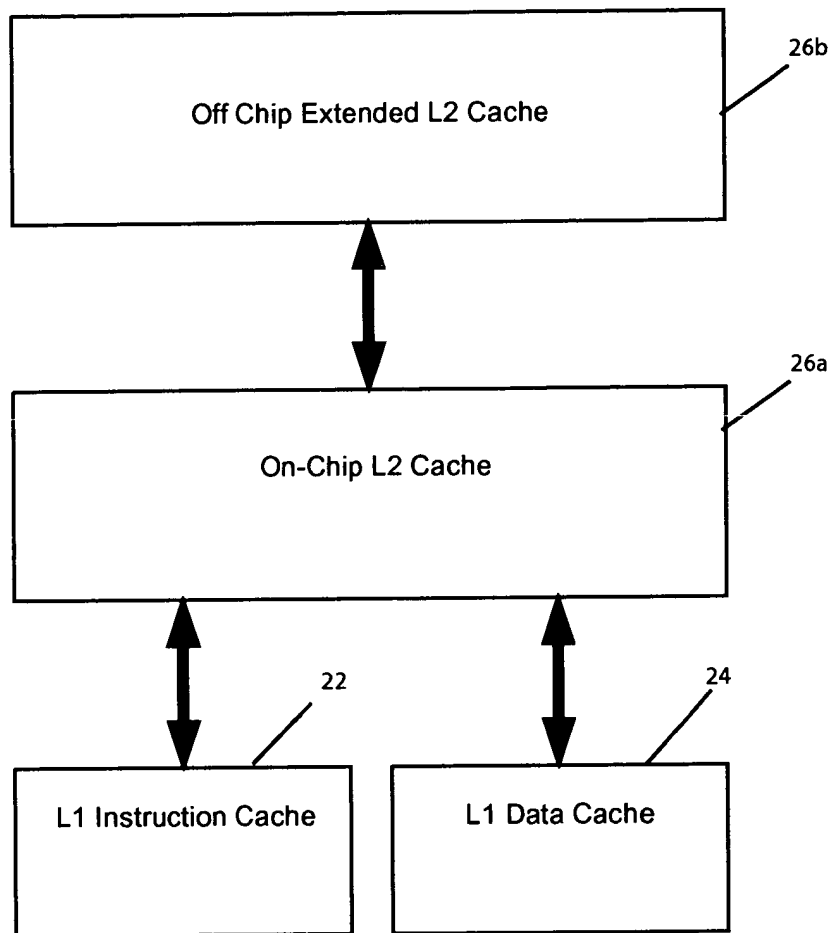 26b
Off Chip Extended L2 Cache
26a
On-Chip L2 Cache
22
24
L1 Instruction Cache
L1 Data Cache